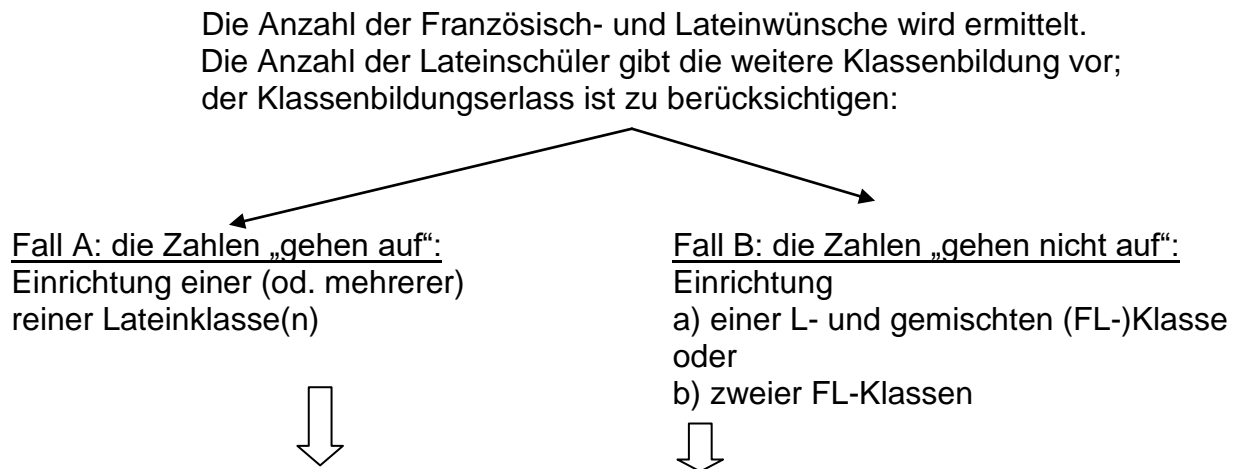 Die Anzahl der Französisch- und Lateinwünsche wird ermittelt.
Die Anzahl der Lateinschüler gibt die weitere Klassenbildung vor;
der Klassenbildungserlass ist zu berücksichtigen:
Fall A: die Zahlen „gehen auf“:
Einrichtung einer (od. mehrerer)
reiner Lateinklasse(n)
Fall B: die Zahlen „gehen nicht auf“:
Einrichtung
a) einer L- und gemischten (FL-)Klasse
oder
b) zweier FL-Klassen